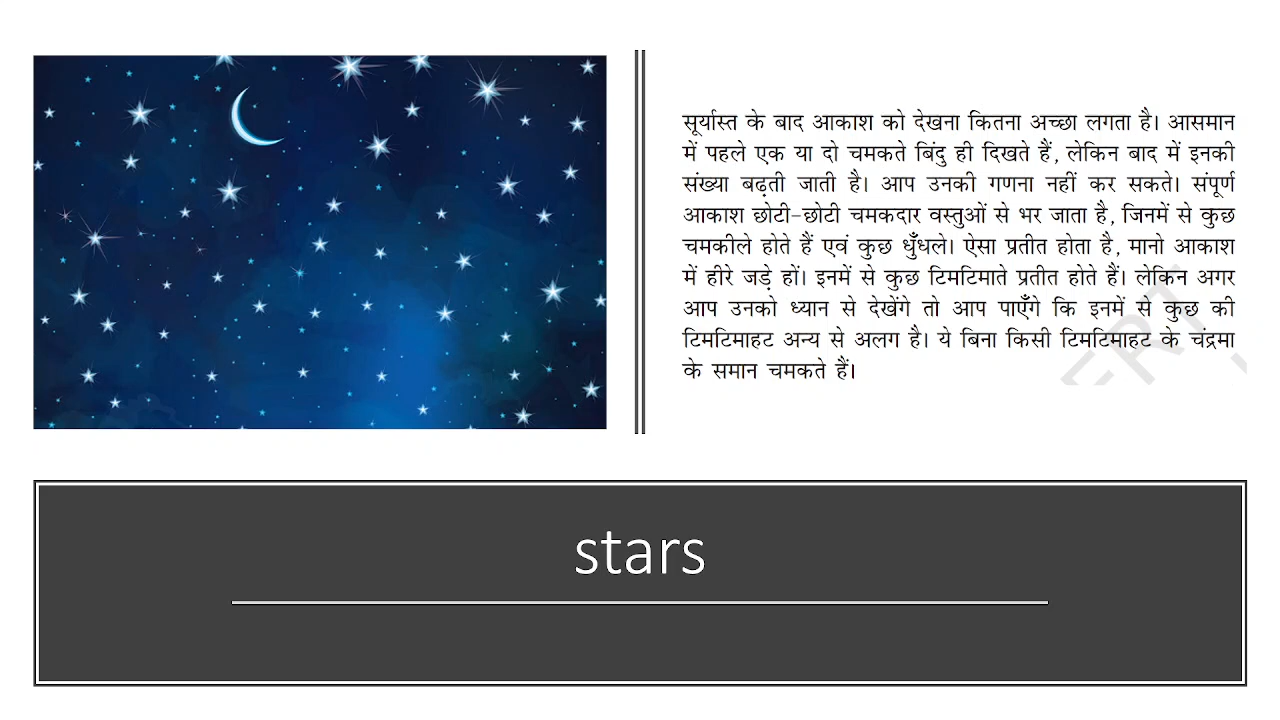 सूर्यास्त के बाद आकाश को देखना कितना अच्छा लगता है। आसमान
में पहले एक या दो चमकते बिंदु ही दिखते हैं, लेकिन बाद में इनकी
संख्या बढ़ती जाती है। आप उनकी गणना नहीं कर सकते। संपूर्ण
आकाश छोटी-छोटी चमकदार वस्तुओं से भर जाता है, जिनमें से कुछ
चमकीले होते हैं एवं कुछ धुँधले। ऐसा प्रतीत होता है, मानो आकाश
में हीरे जड़े हों। इनमें से कुछ टिमटिमाते प्रतीत होते हैं। लेकिन अगर
आप उनको ध्यान से देखेंगे तो आप पाएँगे कि इनमें से कुछ की
टिमटिमाहट अन्य से अलग है। ये बिना किसी टिमटिमाहट के चंद्रमा
के समान चमकते हैं।
stars